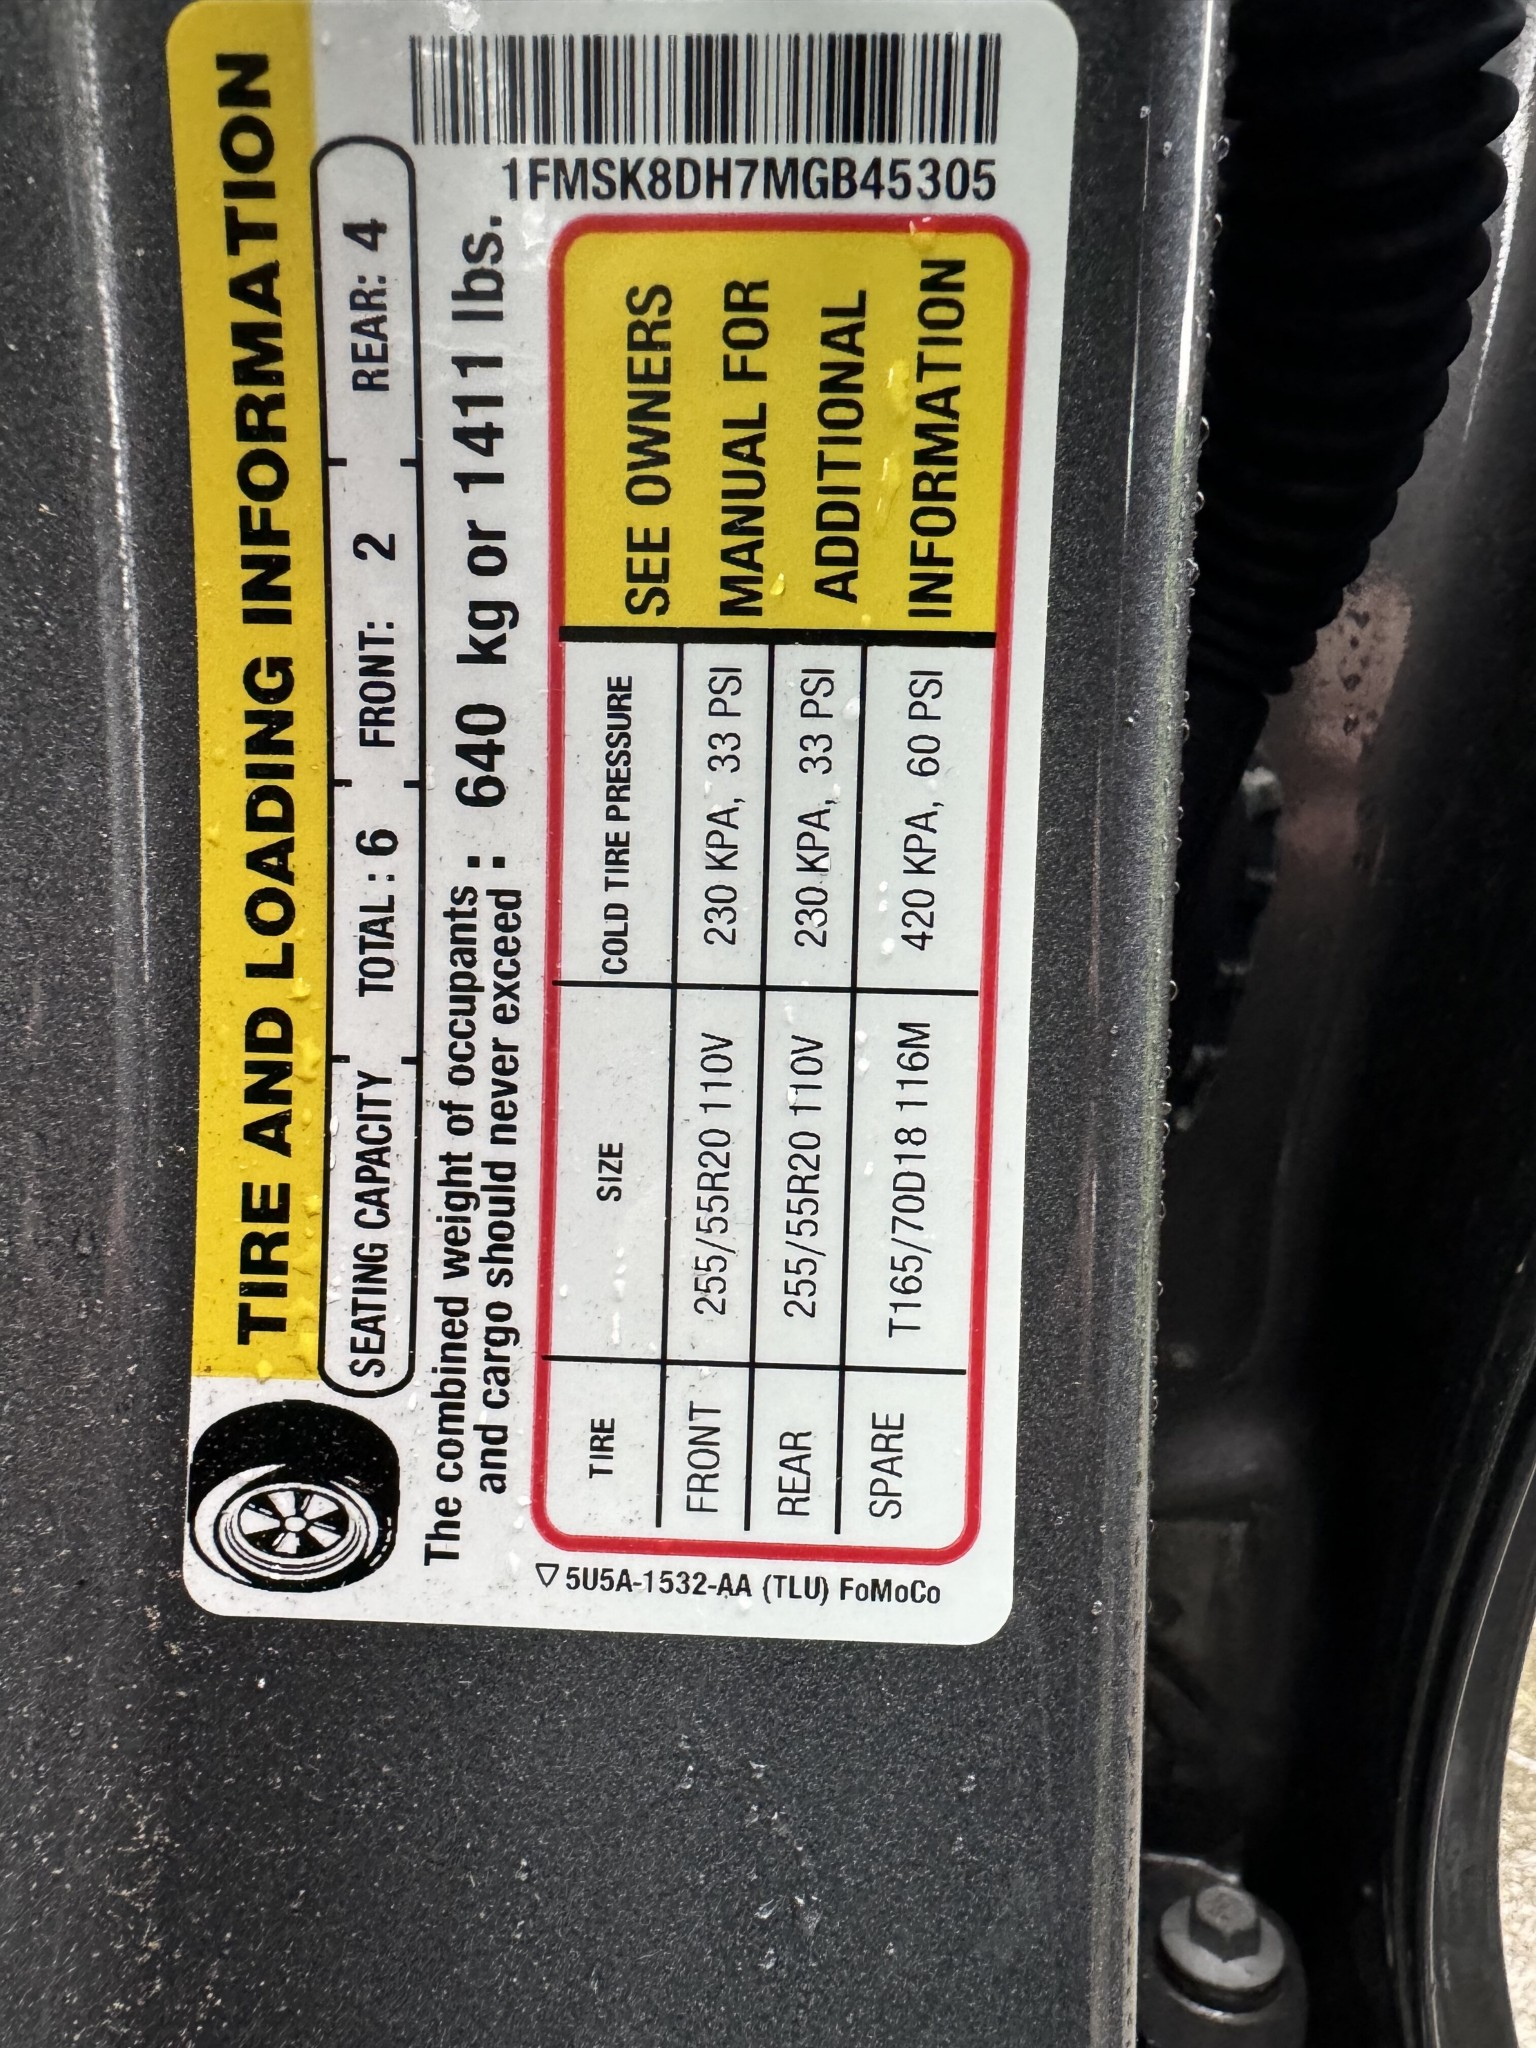 TIRE AND LOADING INFORMATION
SEATING CAPACITY TOTAL : 6 FRONT: 2 REAR: 4
The combined weight of occupants
and cargo should never exceed : 640 kg or 1411 lbs.
1FMSK8DH7MGB45305
TIRE SIZE COLD TIRE PRESSURE
FRONT 255/55R20 110V 230 KPA, 33 PSI
REAR 255/55R20 110V 230 KPA, 33 PSI
SPARE T165/70D18 116M 420 KPA, 60 PSI
SEE OWNERS
MANUAL FOR
ADDITIONAL
INFORMATION
5U5A-1532-AA (TLU) FoMoCo